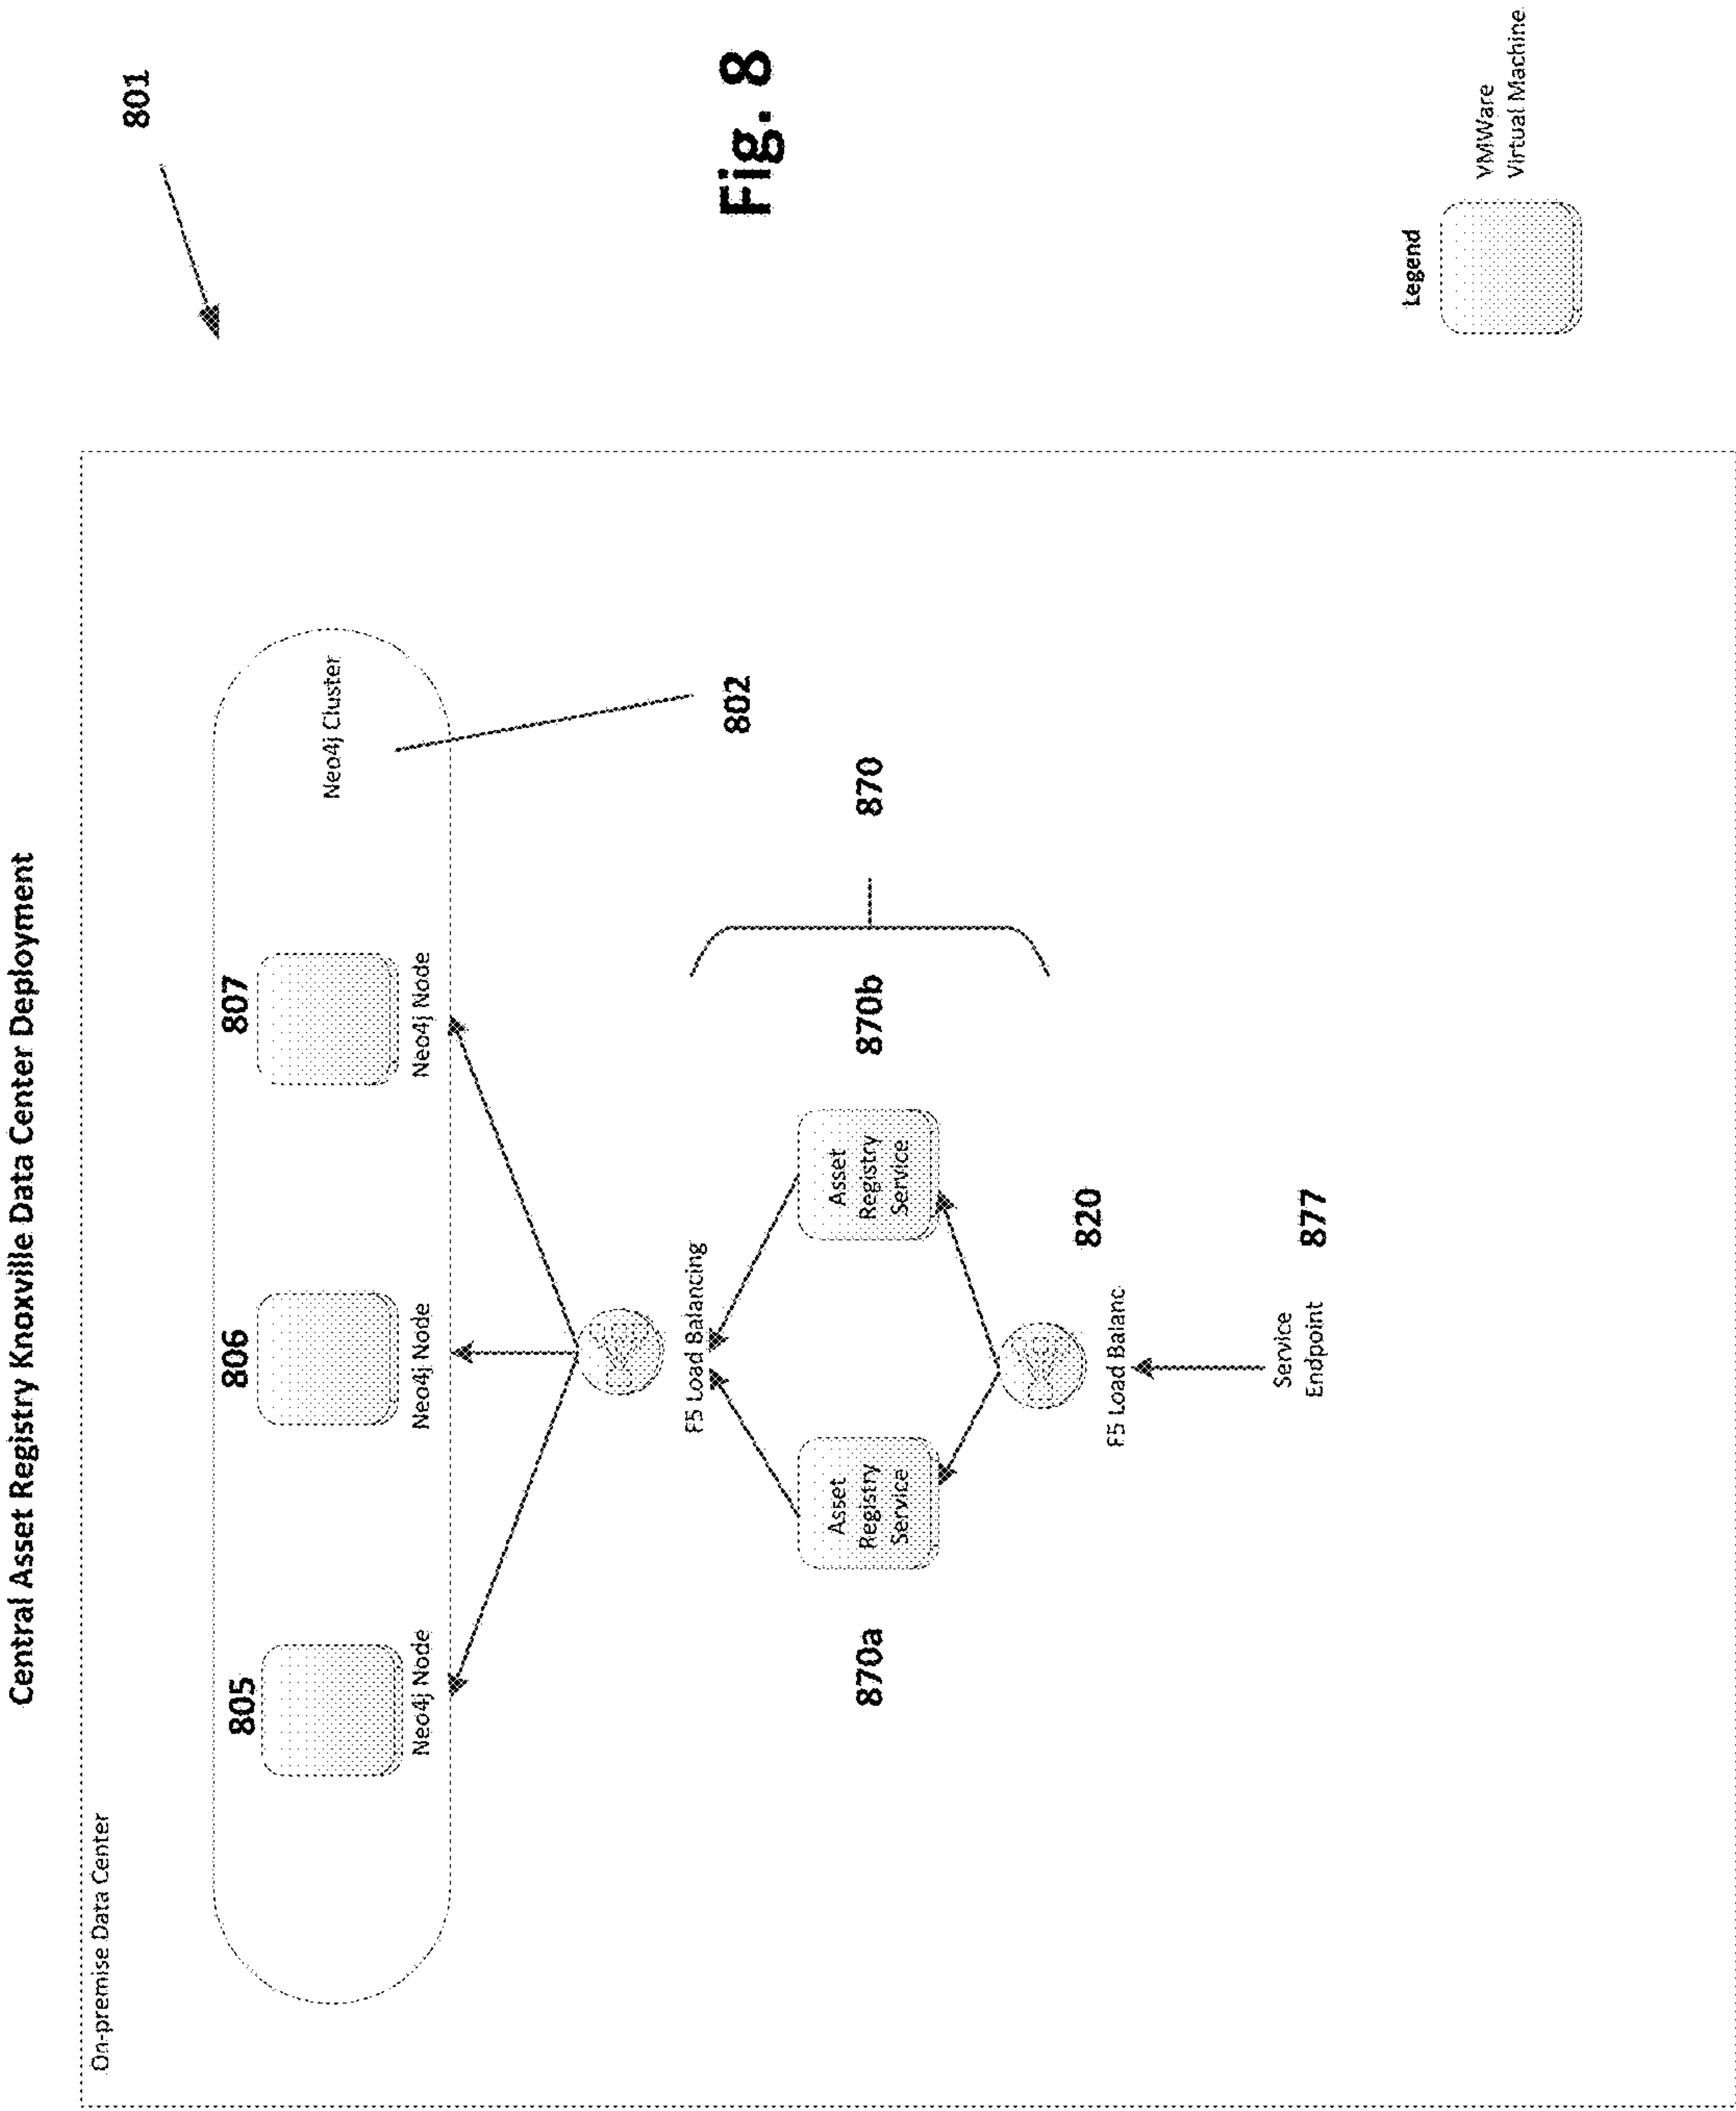 Central Asset Registry Knoxville Data Center Deployment
801
On-premise Data Center
805
806
807
Neo4j Node
Neo4j Node
Neo4j Node
Neo4j Cluster
802
F5 Load Balancing
870
870a
Asset
Registry
Service
Asset
Registry
Service
870b
F5 Load Balanc
820
Service
Endpoint
877
Fig. 8
Legend
VMWare
Virtual Machine